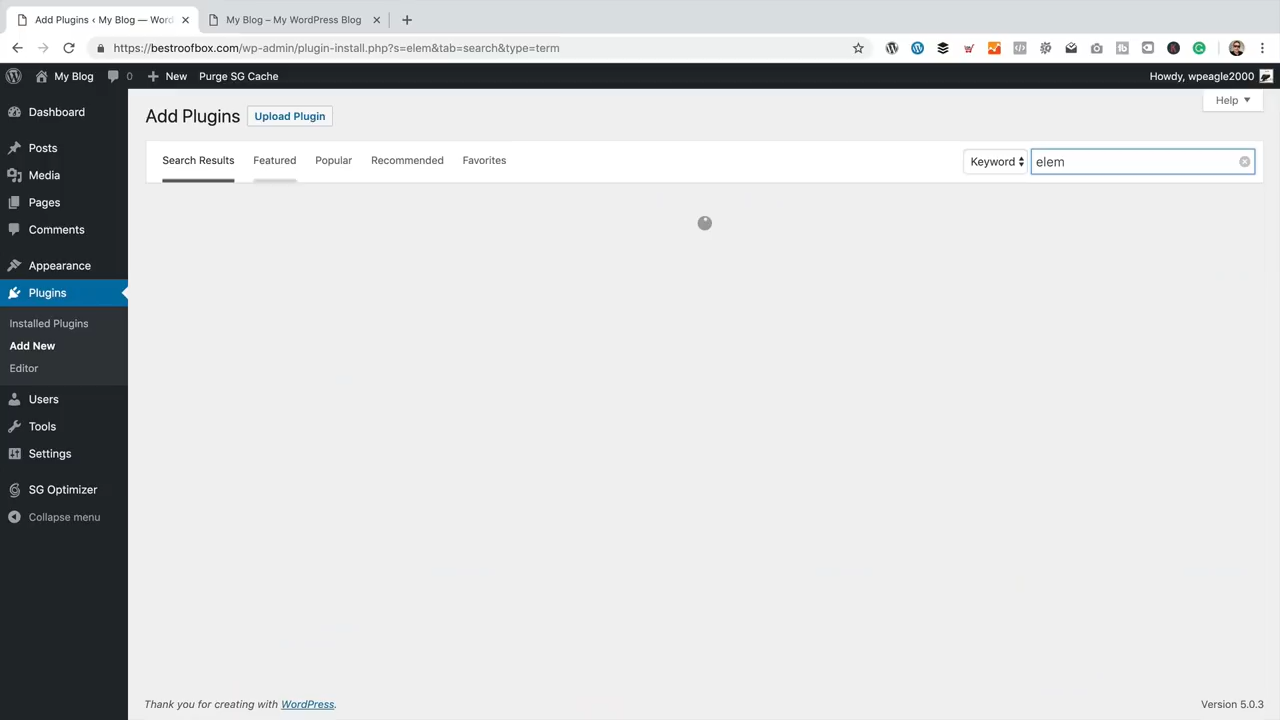 Add Plugins ‹ My Blog — Word
My Blog – My WordPress Blog
https://bestroofbox.com/wp-admin/plugin-install.php?s=elem&tab=search&type=term
My Blog
0
New
Purge SG Cache
Howdy, wpeagle2000
Dashboard
Posts
Media
Pages
Comments
Appearance
Plugins
Installed Plugins
Add New
Editor
Users
Tools
Settings
SG Optimizer
Collapse menu
Add Plugins
Upload Plugin
Help
Search Results
Featured
Popular
Recommended
Favorites
Keyword
elem
Thank you for creating with WordPress.
Version 5.0.3